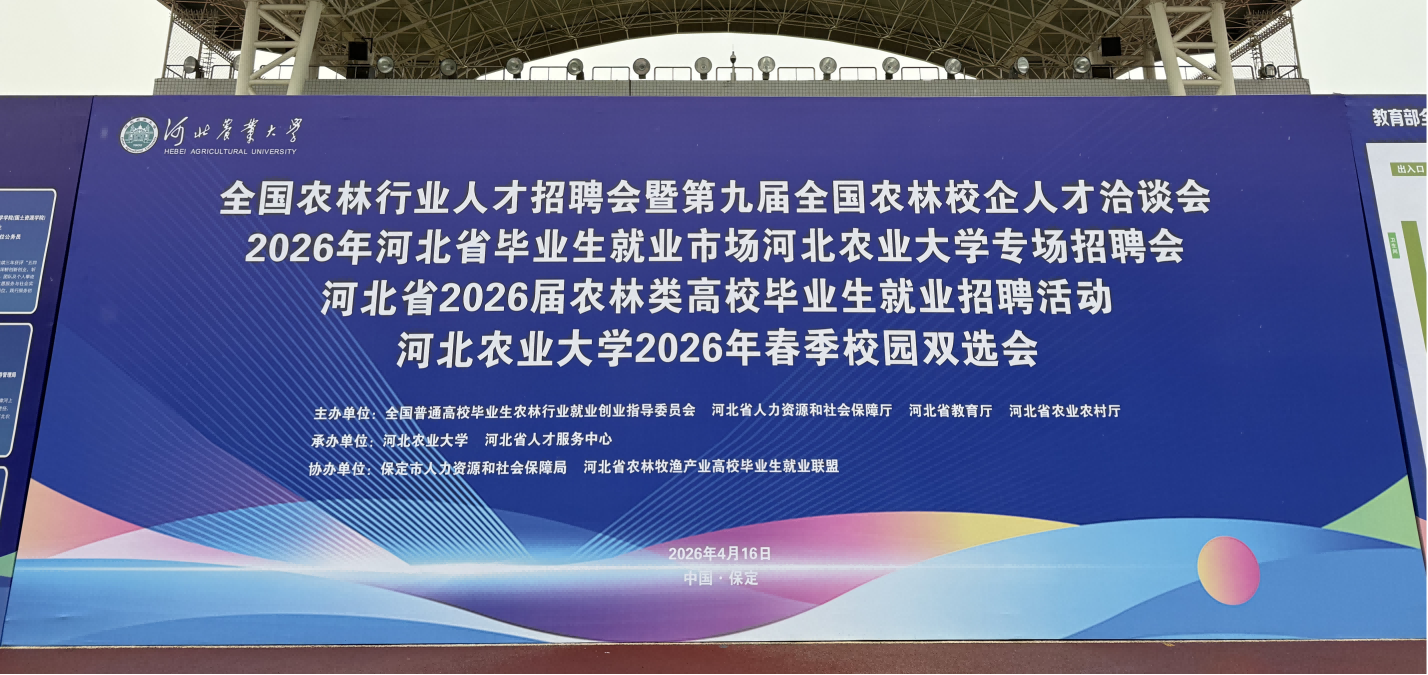 河北农业大学
HEBEI AGRICULTURAL UNIVERSITY
全国农林行业人才招聘会暨第九届全国农林校企人才洽谈会
2026年河北省毕业生就业市场河北农业大学专场招聘会
河北省2026届农林类高校毕业生就业招聘活动
河北农业大学2026年春季校园双选会
主办单位：全国普通高校毕业生农林行业就业创业指导委员会 河北省人力资源和社会保障厅 河北省教育厅 河北省农业农村厅
承办单位：河北农业大学 河北省人才服务中心
协办单位：保定市人力资源和社会保障局 河北省农林牧渔产业高校毕业生就业联盟
2026年4月16日
中国·保定
教育部全
出入口